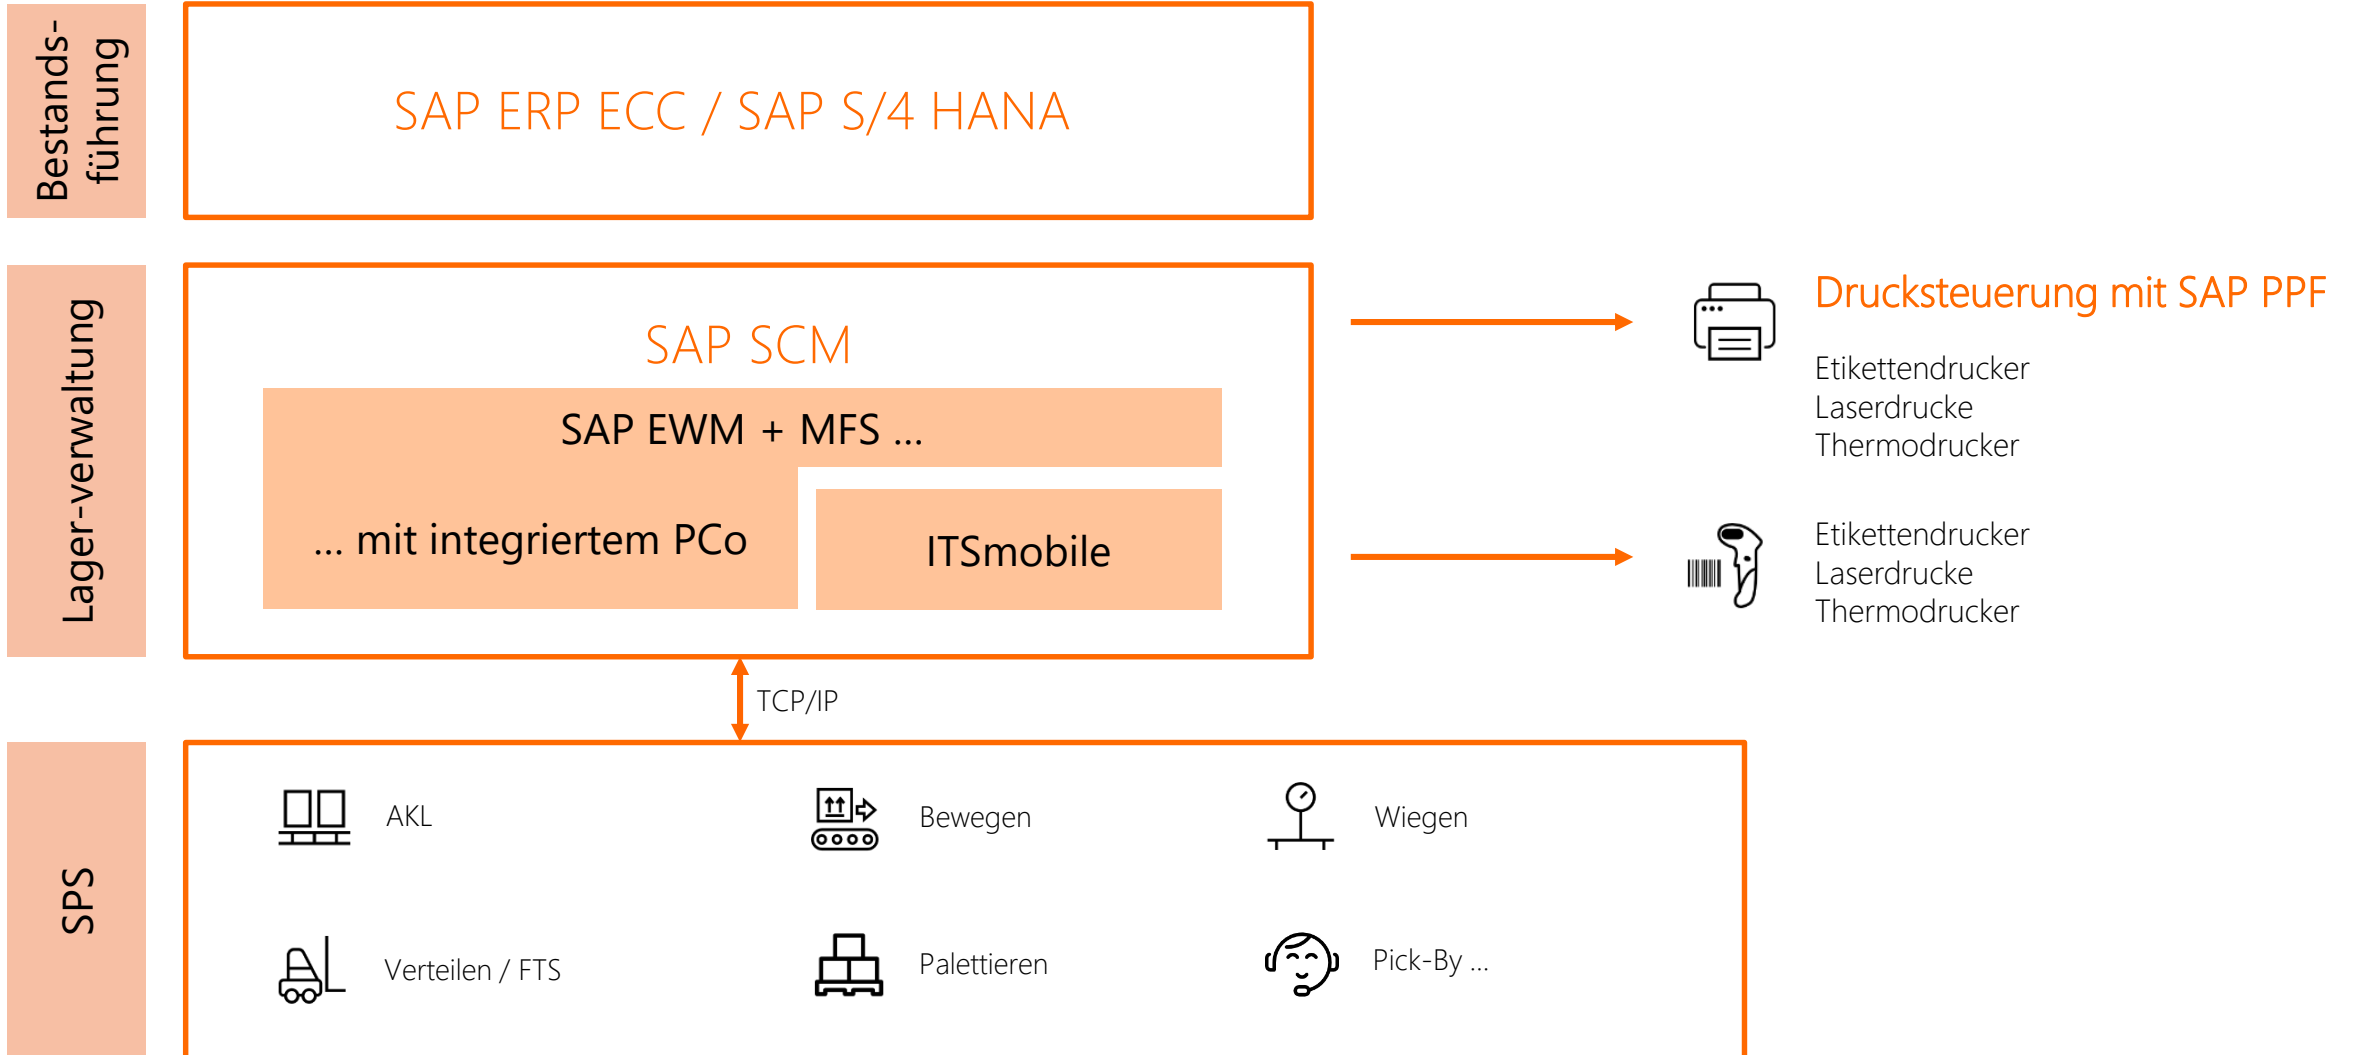 Bestands-
führung
SAP ERP ECC / SAP S/4 HANA
Lager-verwaltung
SAP SCM
SAP EWM + MFS ...
... mit integriertem PCo
ITSmobile
Drucksteuerung mit SAP PPF
Etikettendrucker
Laserdrucke
Thermodrucker
Etikettendrucker
Laserdrucke
Thermodrucker
TCP/IP
SPS
AKL
Bewegen
Wiegen
Verteilen / FTS
Palettieren
Pick-By ...